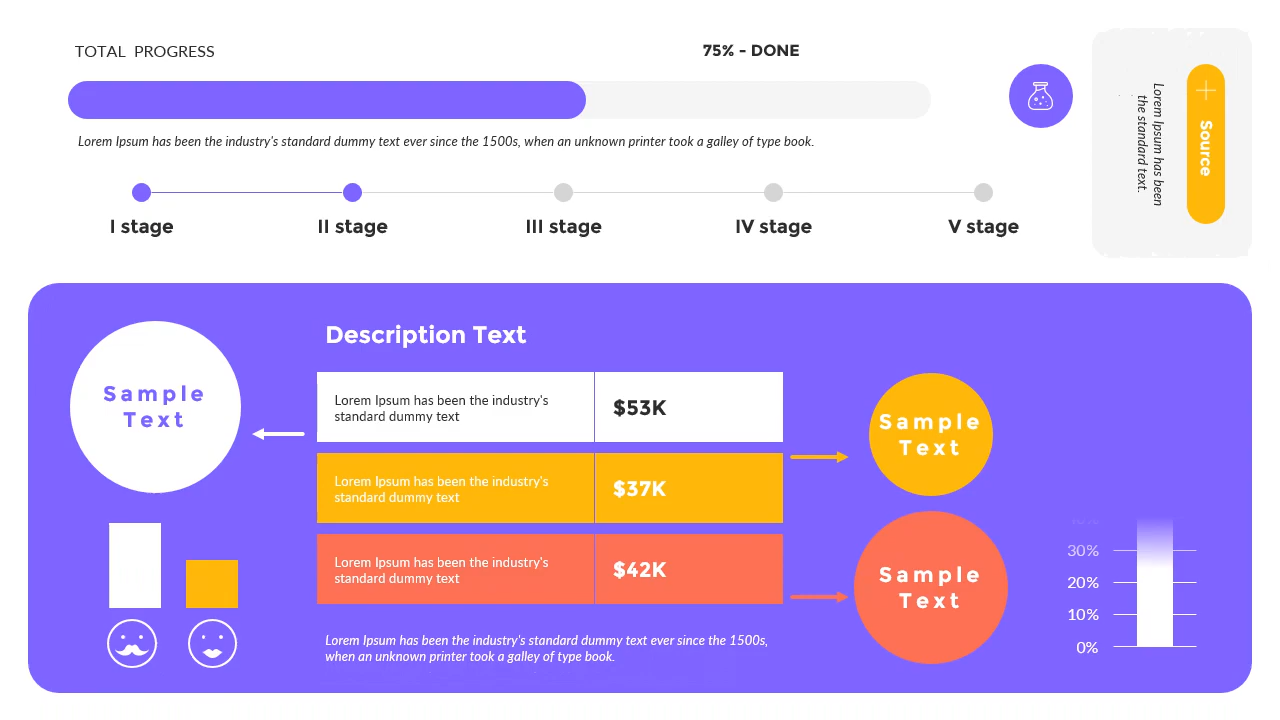 TOTAL PROGRESS
75% - DONE
Lorem Ipsum has been the industry's standard dummy text ever since the 1500s, when an unknown printer took a galley of type book.
I stage
II stage
III stage
IV stage
V stage
Source
Lorem Ipsum has been
the standard text.
Description Text
Sample
Text
Lorem Ipsum has been the industry's
standard dummy text
$53K
Lorem Ipsum has been the industry's
standard dummy text
$37K
Lorem Ipsum has been the industry's
standard dummy text
$42K
Lorem Ipsum has been the industry's standard dummy text ever since the 1500s,
when an unknown printer took a galley of type book.
Sample
Text
Sample
Text
30%
20%
10%
0%